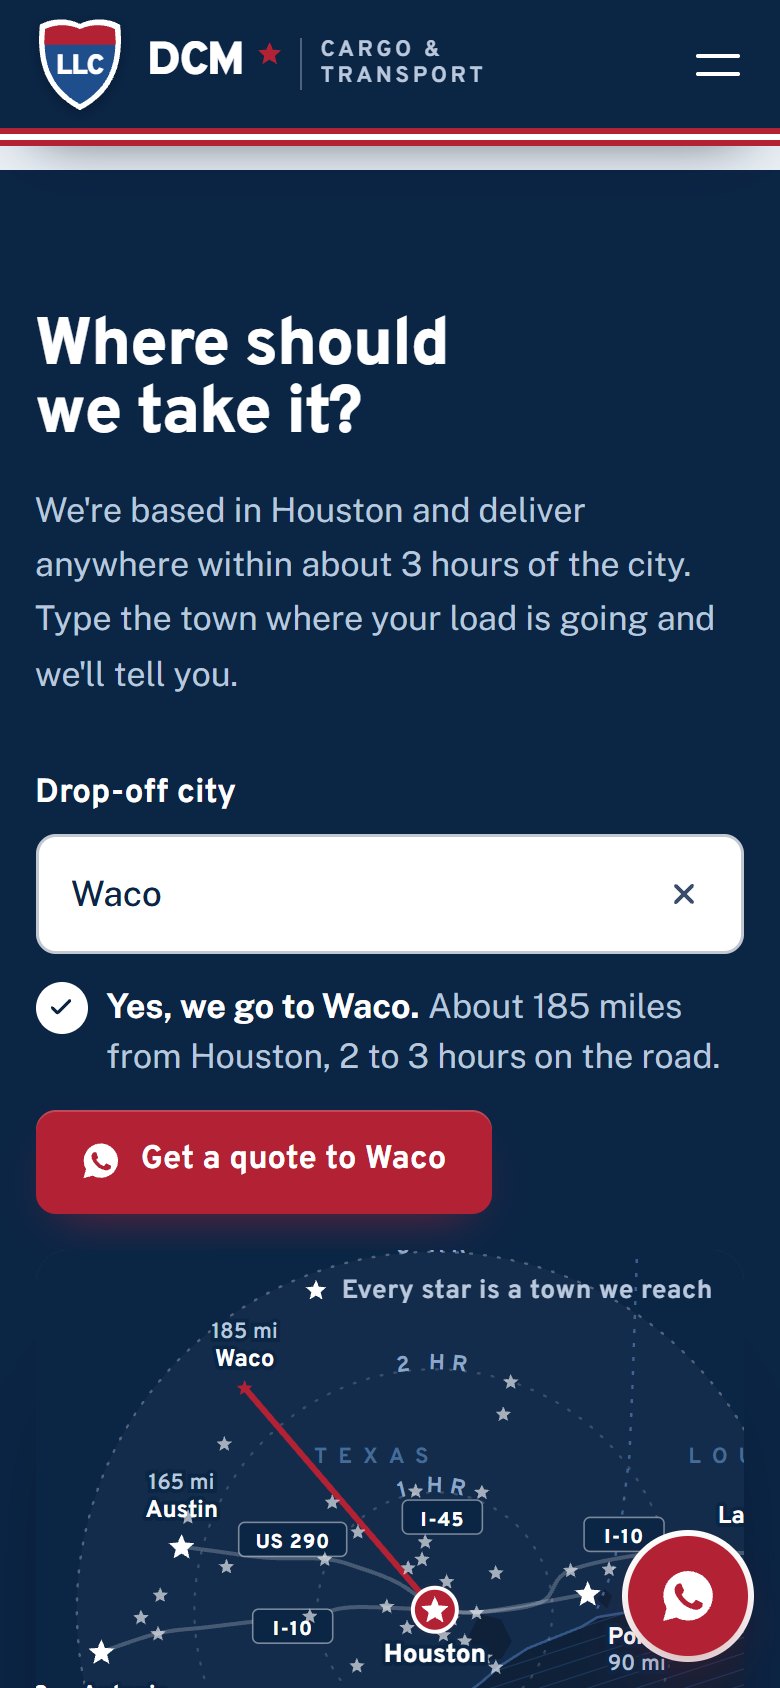 LLC
DCM
CARGO &
TRANSPORT
Where should
we take it?
We're based in Houston and deliver
anywhere within about 3 hours of the city.
Type the town where your load is going and
we'll tell you.
Drop-off city
Waco
Yes, we go to Waco. About 185 miles
from Houston, 2 to 3 hours on the road.
Get a quote to Waco
Every star is a town we reach
185 mi
Waco
2 HR
TEXAS
1 HR
165 mi
Austin
I-45
US 290
I-10
I-10
Houston
90 mi